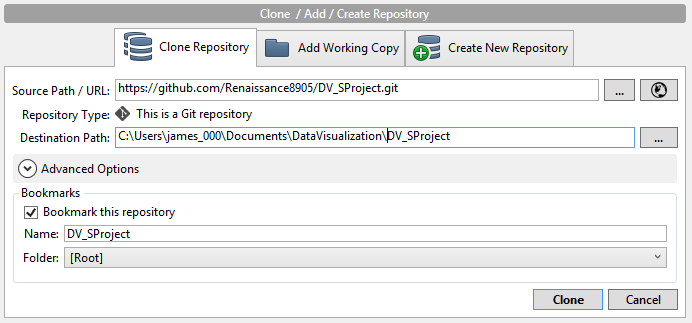 Clone / Add / Create Repository
Clone Repository
Add Working Copy
Create New Repository
Source Path / URL: https://github.com/Renaissance8905/DV_SProject.git ...
Repository Type: This is a Git repository
Destination Path: C:\Users\james_000\Documents\DataVisualization\DV_SProject ...
Advanced Options
Bookmarks
Bookmark this repository
Name: DV_SProject
Folder: [Root]
Clone Cancel